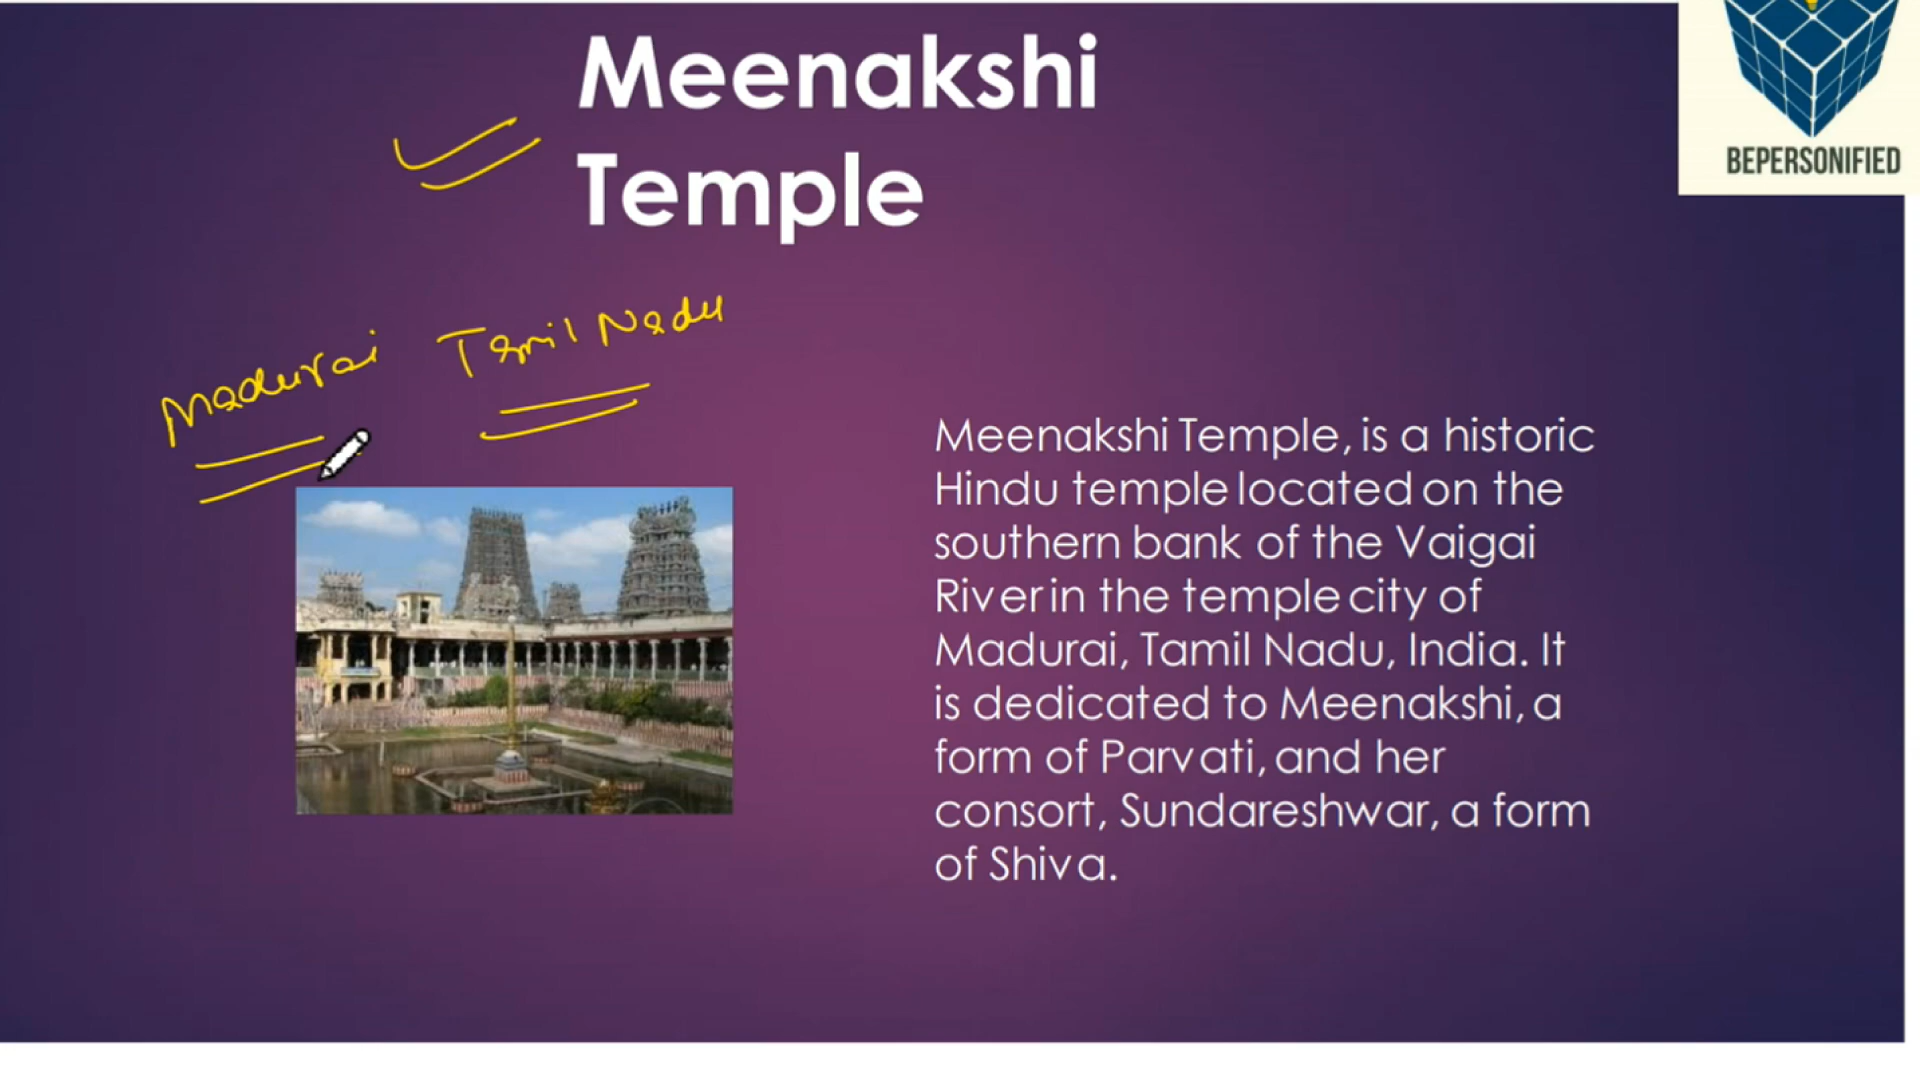 Meenakshi
Temple
BEPERSONIFIED
Madurai Tamil Nadu
Meenakshi Temple, is a historic
Hindu temple located on the
southern bank of the Vaigai
River in the temple city of
Madurai, Tamil Nadu, India. It
is dedicated to Meenakshi, a
form of Parvati, and her
consort, Sundareshwar, a form
of Shiva.